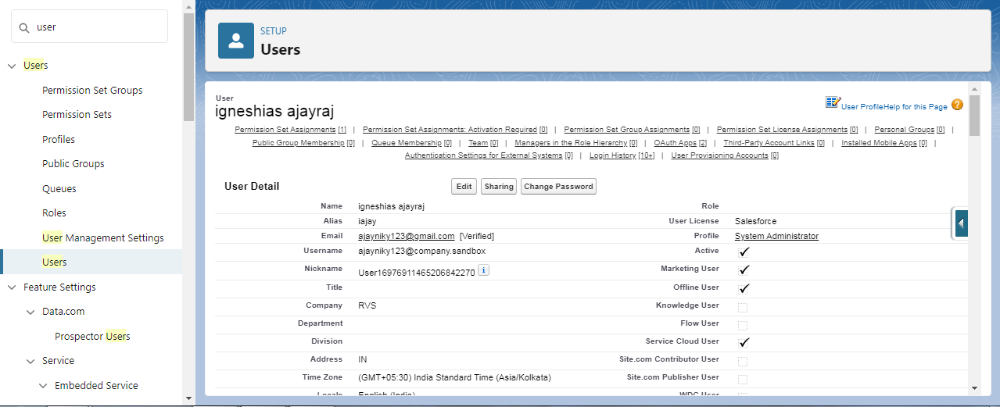 user
Users
Permission Set Groups
Permission Sets
Profiles
Public Groups
Queues
Roles
User Management Settings
Users
Feature Settings
Data.com
Prospector Users
Service
Embedded Service
SETUP
Users
User
igneshias ajayraj
User ProfileHelp for this Page ?
Permission Set Assignments [1] | Permission Set Assignments: Activation Required [0] | Permission Set Group Assignments [0] | Permission Set License Assignments [0] | Personal Groups [0] |
Public Group Membership [0] | Queue Membership [0] | Team [0] | Managers in the Role Hierarchy [0] | OAuth Apps [2] | Third-Party Account Links [0] | Installed Mobile Apps [0] |
Authentication Settings for External Systems [0] | Login History [10+] | User Provisioning Accounts [0]
User Detail Edit Sharing Change Password
Name igneshias ajayraj Role
Alias iajay User License Salesforce
Email ajayniky123@gmail.com [Verified] Profile System Administrator
Username ajayniky123@company.sandbox Active
Nickname User16976911465206842270 i Marketing User
Title Offline User
Company RVS Knowledge User
Department Flow User
Division Service Cloud User
Address IN Site.com Contributor User
Time Zone (GMT+05:30) India Standard Time (Asia/Kolkata) Site.com Publisher User
Locale English (India) WDC User